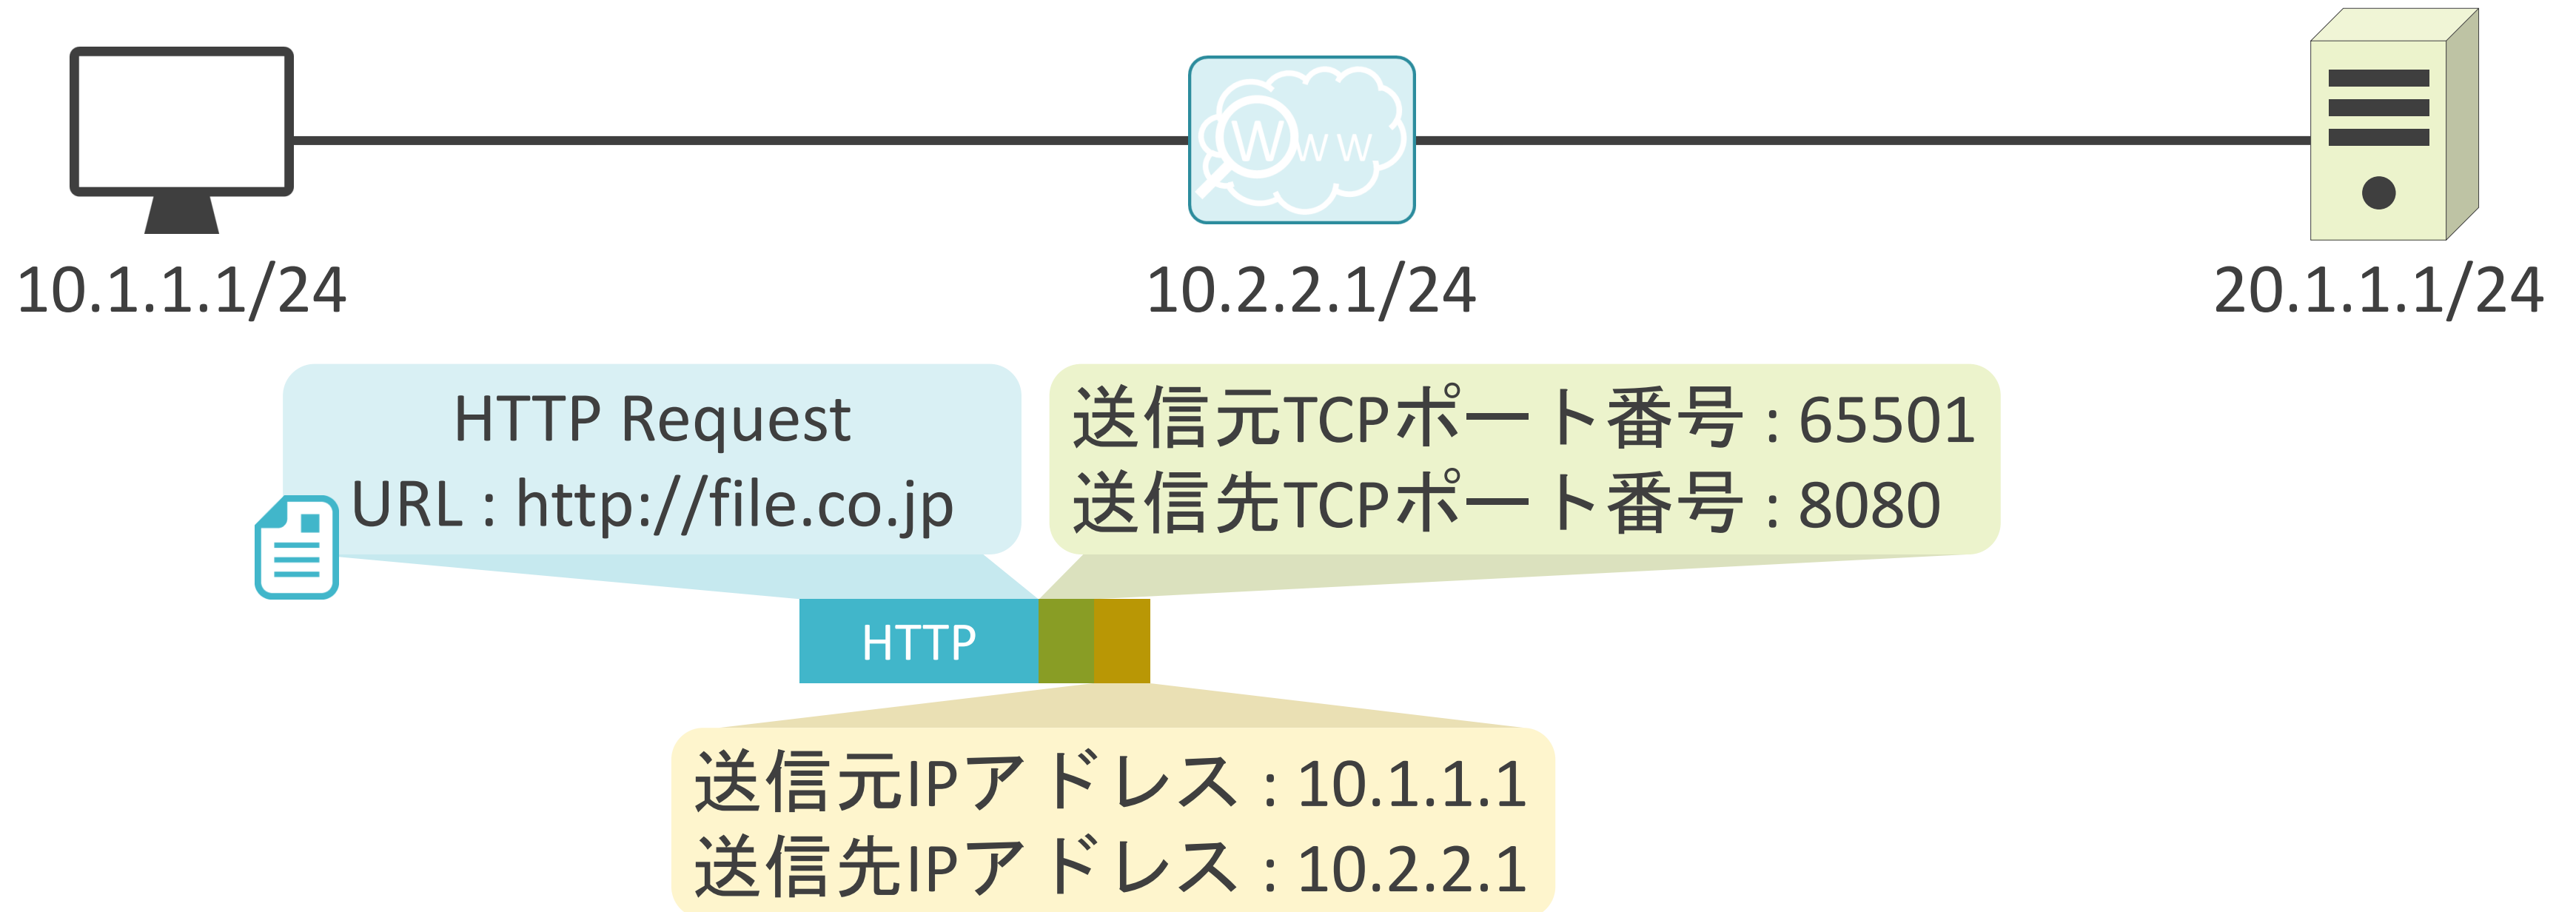 W W W
10.1.1.1/24
10.2.2.1/24
20.1.1.1/24
HTTP Request
URL : http://file.co.jp
送信元TCPポート番号 : 65501
送信先TCPポート番号 : 8080
HTTP
送信元IPアドレス : 10.1.1.1
送信先IPアドレス : 10.2.2.1